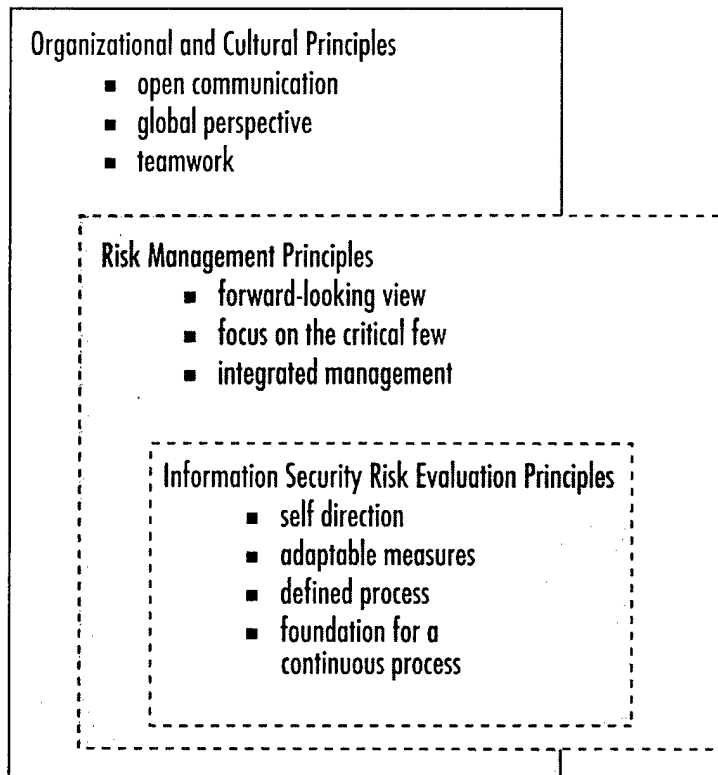 Organizational and Cultural Principles
■ open communication
■ global perspective
■ teamwork
Risk Management Principles
■ forward-looking view
■ focus on the critical few
■ integrated management
Information Security Risk Evaluation Principles
■ self direction
■ adaptable measures
■ defined process
■ foundation for a
continuous process